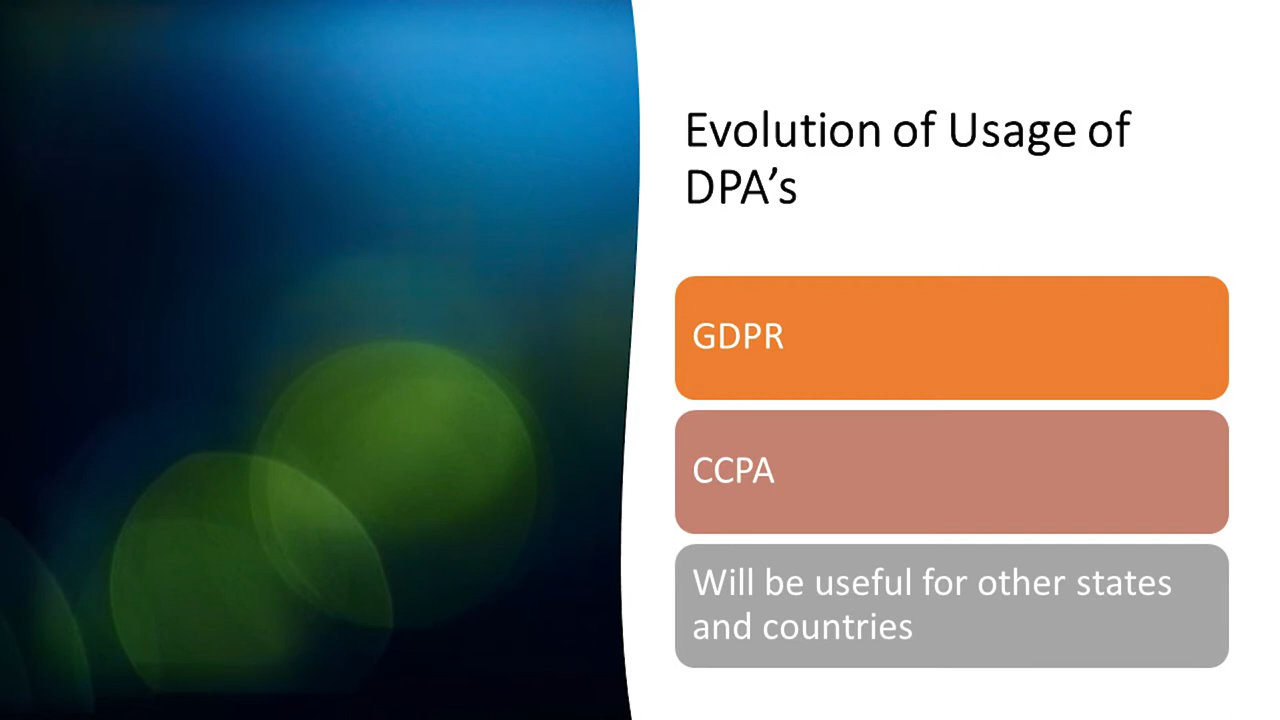 Evolution of Usage of
DPA’s
GDPR
CCPA
Will be useful for other states
and countries